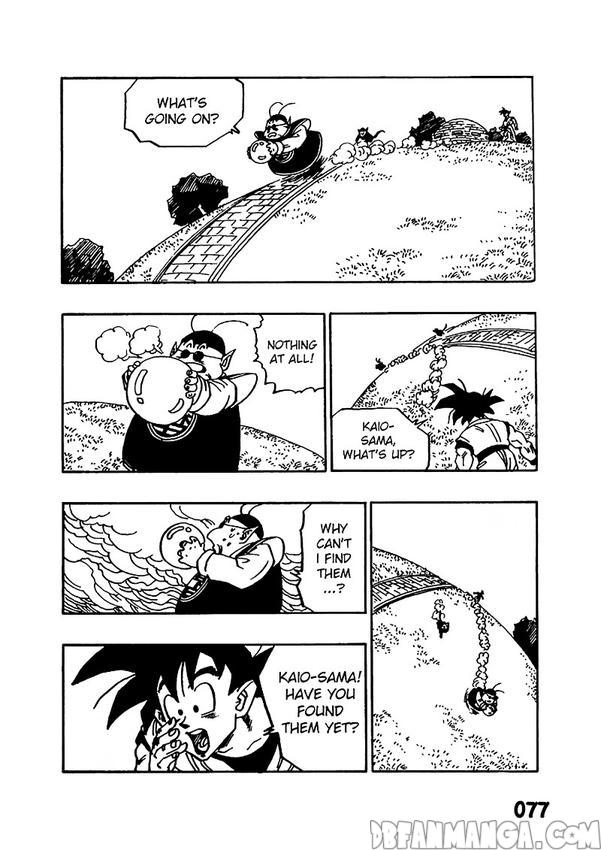 WHAT'S
GOING ON?
NOTHING
AT ALL!
KAIO-
SAMA,
WHAT'S UP?
WHY
CAN'T
I FIND
THEM
...?
KAIO-SAMA!
HAVE YOU
FOUND
THEM YET?
077
DBFANMANGA.COM